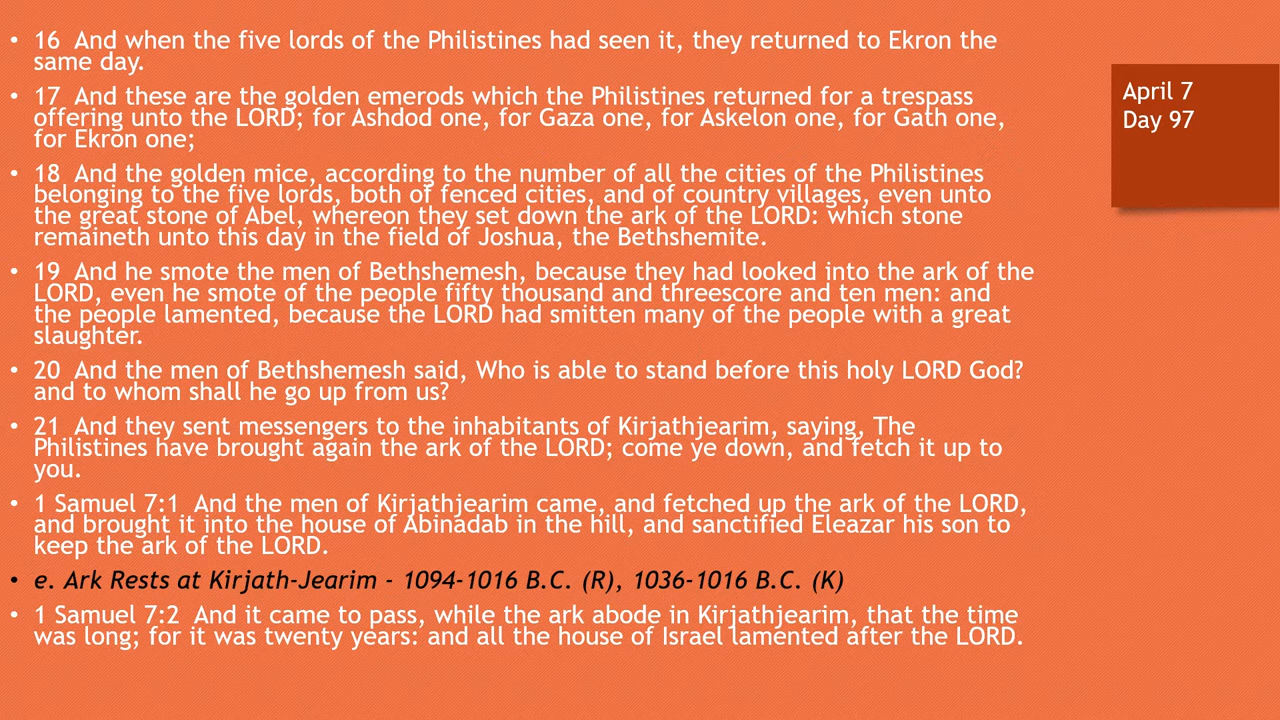 • 16  And when the five lords of the Philistines had seen it, they returned to Ekron the
same day.
• 17  And these are the golden emerods which the Philistines returned for a trespass
offering unto the LORD; for Ashdod one, for Gaza one, for Askelon one, for Gath one,
for Ekron one;
• 18  And the golden mice, according to the number of all the cities of the Philistines
belonging to the five lords, both of fenced cities, and of country villages, even unto
the great stone of Abel, whereon they set down the ark of the LORD: which stone
remaineth unto this day in the field of Joshua, the Bethshemite.
• 19  And he smote the men of Bethshemesh, because they had looked into the ark of the
LORD, even he smote of the people fifty thousand and threescore and ten men: and
the people lamented, because the LORD had smitten many of the people with a great
slaughter.
• 20  And the men of Bethshemesh said, Who is able to stand before this holy LORD God?
and to whom shall he go up from us?
• 21  And they sent messengers to the inhabitants of Kirjathjearim, saying, The
Philistines have brought again the ark of the LORD; come ye down, and fetch it up to
you.
• 1 Samuel 7:1  And the men of Kirjathjearim came, and fetched up the ark of the LORD,
and brought it into the house of Abinadab in the hill, and sanctified Eleazar his son to
keep the ark of the LORD.
• e. Ark Rests at Kirjath-Jearim - 1094-1016 B.C. (R), 1036-1016 B.C. (K)
• 1 Samuel 7:2  And it came to pass, while the ark abode in Kirjathjearim, that the time
was long; for it was twenty years: and all the house of Israel lamented after the LORD.
April 7
Day 97